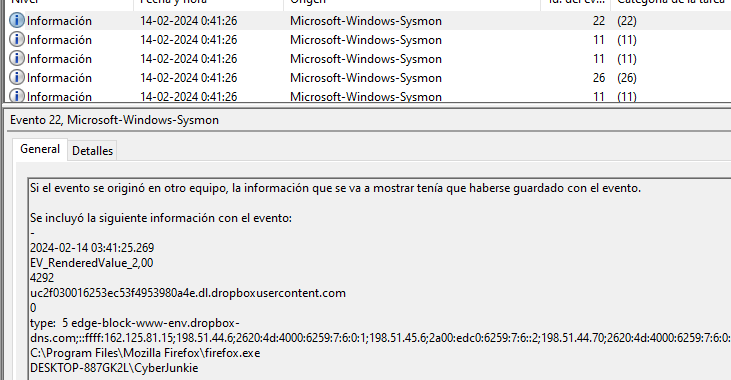 Nivel Fecha y hora Origen Id. del ev... Categoría de la tarea
Información 14-02-2024 0:41:26 Microsoft-Windows-Sysmon 22 (22)
Información 14-02-2024 0:41:26 Microsoft-Windows-Sysmon 11 (11)
Información 14-02-2024 0:41:26 Microsoft-Windows-Sysmon 11 (11)
Información 14-02-2024 0:41:26 Microsoft-Windows-Sysmon 26 (26)
Información 14-02-2024 0:41:26 Microsoft-Windows-Sysmon 11 (11)
Evento 22, Microsoft-Windows-Sysmon
General Detalles
Si el evento se originó en otro equipo, la información que se va a mostrar tenía que haberse guardado con el evento.
Se incluyó la siguiente información con el evento:
-
2024-02-14 03:41:25.269
EV_RenderedValue_2,00
4292
uc2f030016253ec53f4953980a4e.dl.dropboxusercontent.com
0
type:  5 edge-block-www-env.dropbox-
dns.com;::ffff:162.125.81.15;198.51.44.6;2620:4d:4000:6259:7:6:0:1;198.51.45.6;2a00:edc0:6259:7:6::2;198.51.44.70;2620:4d:4000:6259:7:6:0:
C:\Program Files\Mozilla Firefox\firefox.exe
DESKTOP-887GK2L\CyberJunkie